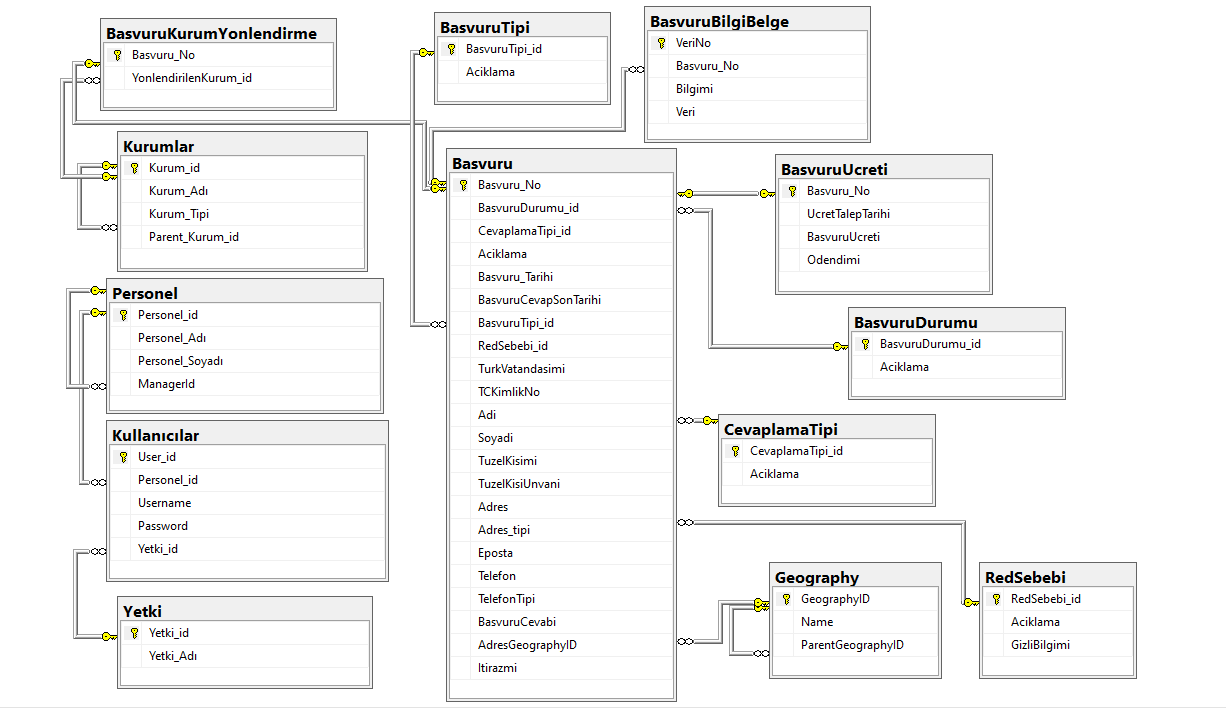 BasvuruKurumYonlendirme
Basvuru_No
YonlendirilenKurum_id
BasvuruTipi
BasvuruTipi_id
Aciklama
BasvuruBilgiBelge
VeriNo
Basvuru_No
Bilgimi
Veri
Kurumlar
Kurum_id
Kurum_Adı
Kurum_Tipi
Parent_Kurum_id
Basvuru
Basvuru_No
BasvuruDurumu_id
CevaplamaTipi_id
Aciklama
Basvuru_Tarihi
BasvuruCevapSonTarihi
BasvuruTipi_id
RedSebebi_id
TurkVatandasimi
TCKimlikNo
Adi
Soyadi
TuzelKisimi
TuzelKisiUnvani
Adres
Adres_tipi
Eposta
Telefon
TelefonTipi
BasvuruCevabi
AdresGeographyID
Itirazmi
BasvuruUcreti
Basvuru_No
UcretTalepTarihi
BasvuruUcreti
Odendimi
Personel
Personel_id
Personel_Adı
Personel_Soyadı
ManagerId
BasvuruDurumu
BasvuruDurumu_id
Aciklama
Kullanıcılar
User_id
Personel_id
Username
Password
Yetki_id
CevaplamaTipi
CevaplamaTipi_id
Aciklama
Yetki
Yetki_id
Yetki_Adı
Geography
GeographyID
Name
ParentGeographyID
RedSebebi
RedSebebi_id
Aciklama
GizliBilgimi